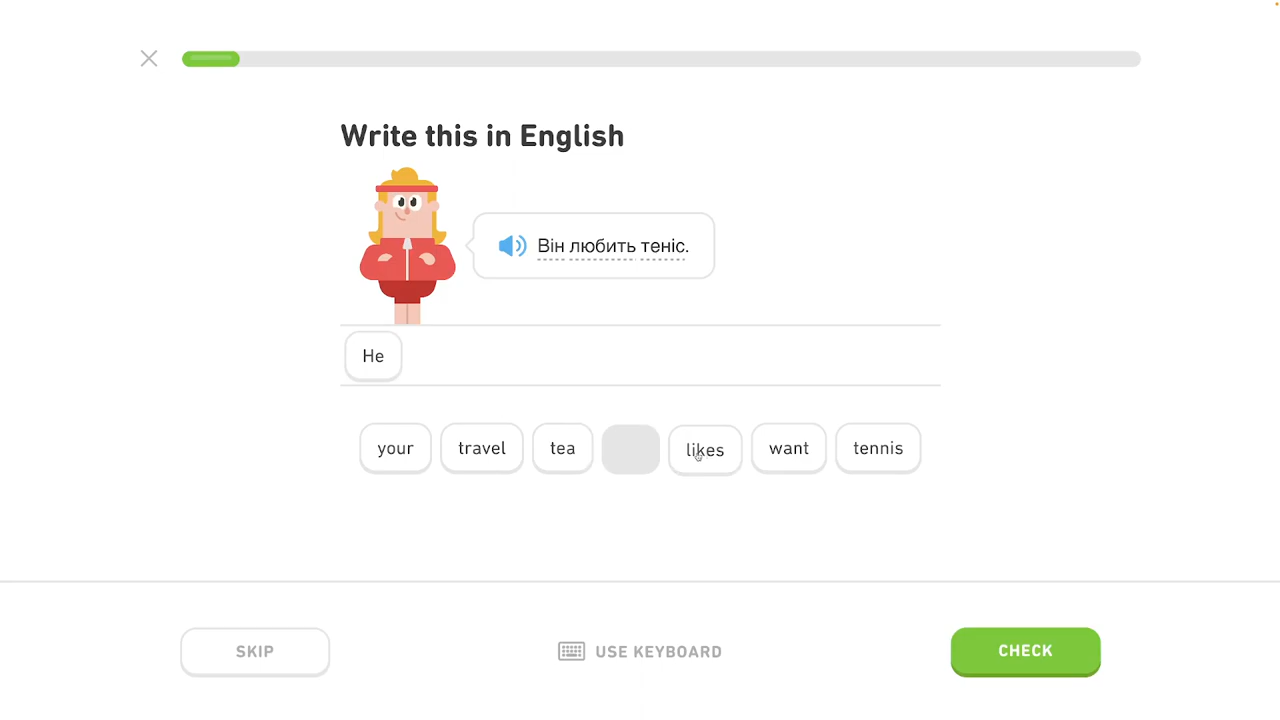 Write this in English
Він любить теніс.
He
your travel tea likes want tennis
SKIP USE KEYBOARD CHECK